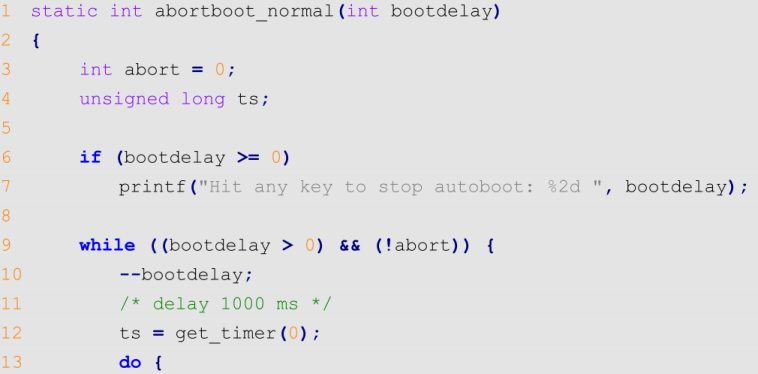 1 static int abortboot_normal(int bootdelay)
2 {
3     int abort = 0;
4     unsigned long ts;
5
6     if (bootdelay >= 0)
7         printf("Hit any key to stop autoboot: %2d ", bootdelay);
8
9     while ((bootdelay > 0) && (!abort)) {
10         --bootdelay;
11         /* delay 1000 ms */
12         ts = get_timer(0);
13         do {